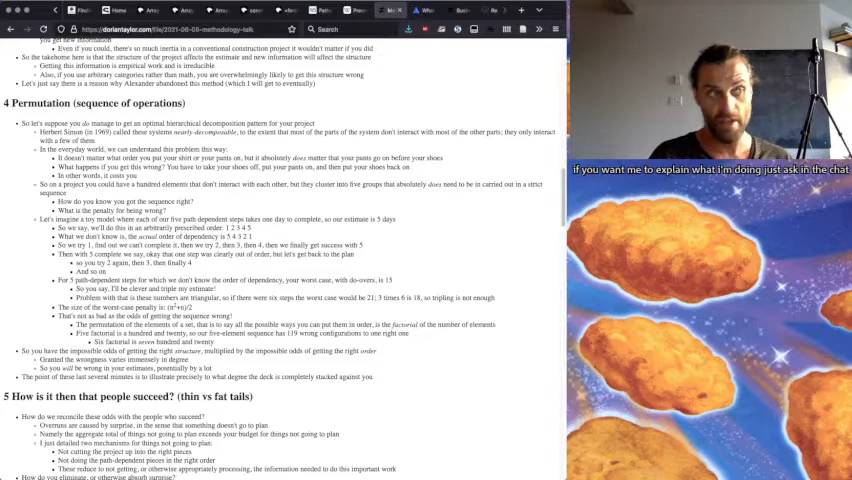 Finde
Home
Array
Array
Array
conv
Pat
Pre
Me
What
Busi
https://doriantaylor.com/file/2021-06-05-methodology-talk
Search
you get new information
Even if you could, there's so much inertia in a conventional construction project it wouldn't matter if you did
So the takehome here is that the structure of the project affects the estimate and new information will affect the structure
Getting this information is empirical work and is irreducible
Also, if you use arbitrary categories rather than math, you are overwhelmingly likely to get this structure wrong
Let's just say there is a reason why Alexander abandoned this method (which I will get to eventually)
4 Permutation (sequence of operations)
So let's suppose you do manage to get an optimal hierarchical decomposition pattern for your project
Herbert Simon (in 1969) called these systems nearly-decomposable, to the extent that most of the parts of the system don't interact with most of the other parts; they only interact
with a few of them
In the everyday world, we can understand this problem this way:
It doesn't matter what order you put your shirt or your pants on, but it absolutely does matter that your pants go on before your shoes
What happens if you get this wrong? You have to take your shoes off, put your pants on, and then put your shoes back on
In other words, it costs you
So on a project you could have a hundred elements that don't interact with each other, but they cluster into five groups that absolutely does need to be carried out in a strict
sequence
How do you know you got the sequence right?
What is the penalty for being wrong?
Let's imagine a toy model where each of our five path dependent steps takes one day to complete, so our estimate is 5 days
So we say, we'll do this in an arbitrarily prescribed order: 1 2 3 4 5
What we don't know is, the actual order of dependency is 5 4 3 2 1
So we try 1, find out we can't complete it, then we try 2, then 3, then 4, then we finally get success with 5
Then with 5 complete we say, okay that one step was clearly out of order, but let's get back to the plan
so you try 2 again, then 3, then finally 4
And so on
For 5 path-dependent steps for which we don't know the order of dependency, your worst case, with do-overs, is 15
So you say, I'll be clever and triple my estimate!
Problem with that is these numbers are triangular, so if there were six steps the worst case would be 21; 3 times 6 is 18, so tripling is not enough
The size of the worst-case penalty is: (n²+n)/2
That's not as bad as the odds of getting the sequence wrong!
The permutation of the elements of a set, that is to say all the possible ways you can put them in order, is the factorial of the number of elements
Five factorial is a hundred and twenty, so our five-element sequence has 119 wrong configurations to one right one
Six factorial is seven hundred and twenty
So you have the impossible odds of getting the right structure, multiplied by the impossible odds of getting the right order
Granted the wrongness varies immensely in degree
So you will be wrong in your estimates, potentially by a lot
The point of these last several minutes is to illustrate precisely to what degree the deck is completely stacked against you
5 How is it then that people succeed? (thin vs fat tails)
How do we reconcile these odds with the people who succeed?
Overruns are caused by surprise, in the sense that something doesn't go to plan
Namely the aggregate total of things not going to plan exceeds your budget for things not going to plan
I just detailed two mechanisms for things not going to plan:
Not cutting the project up into the right pieces
Not doing the path-dependent pieces in the right order
These reduce to not getting, or otherwise appropriately processing, the information needed to do this important work
How do you eliminate, or otherwise absorb surprise?
if you want me to explain what i'm doing just ask in the chat